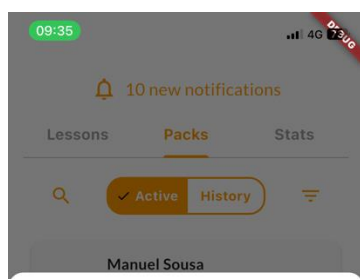 09:35
4G
DEBUG
10 new notifications
Lessons Packs Stats
Active History
Manuel Sousa